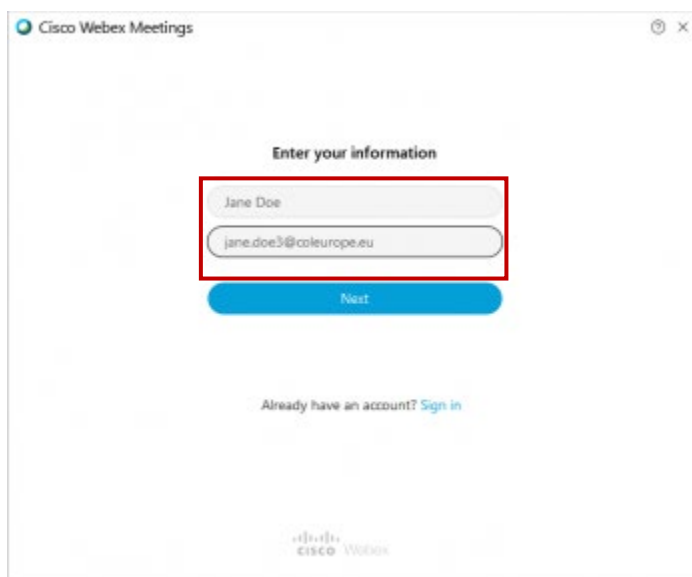 Cisco Webex Meetings
Enter your information
Jane Doe
jane.doe3@coleurope.eu
Next
Already have an account? Sign in
cisco Webex